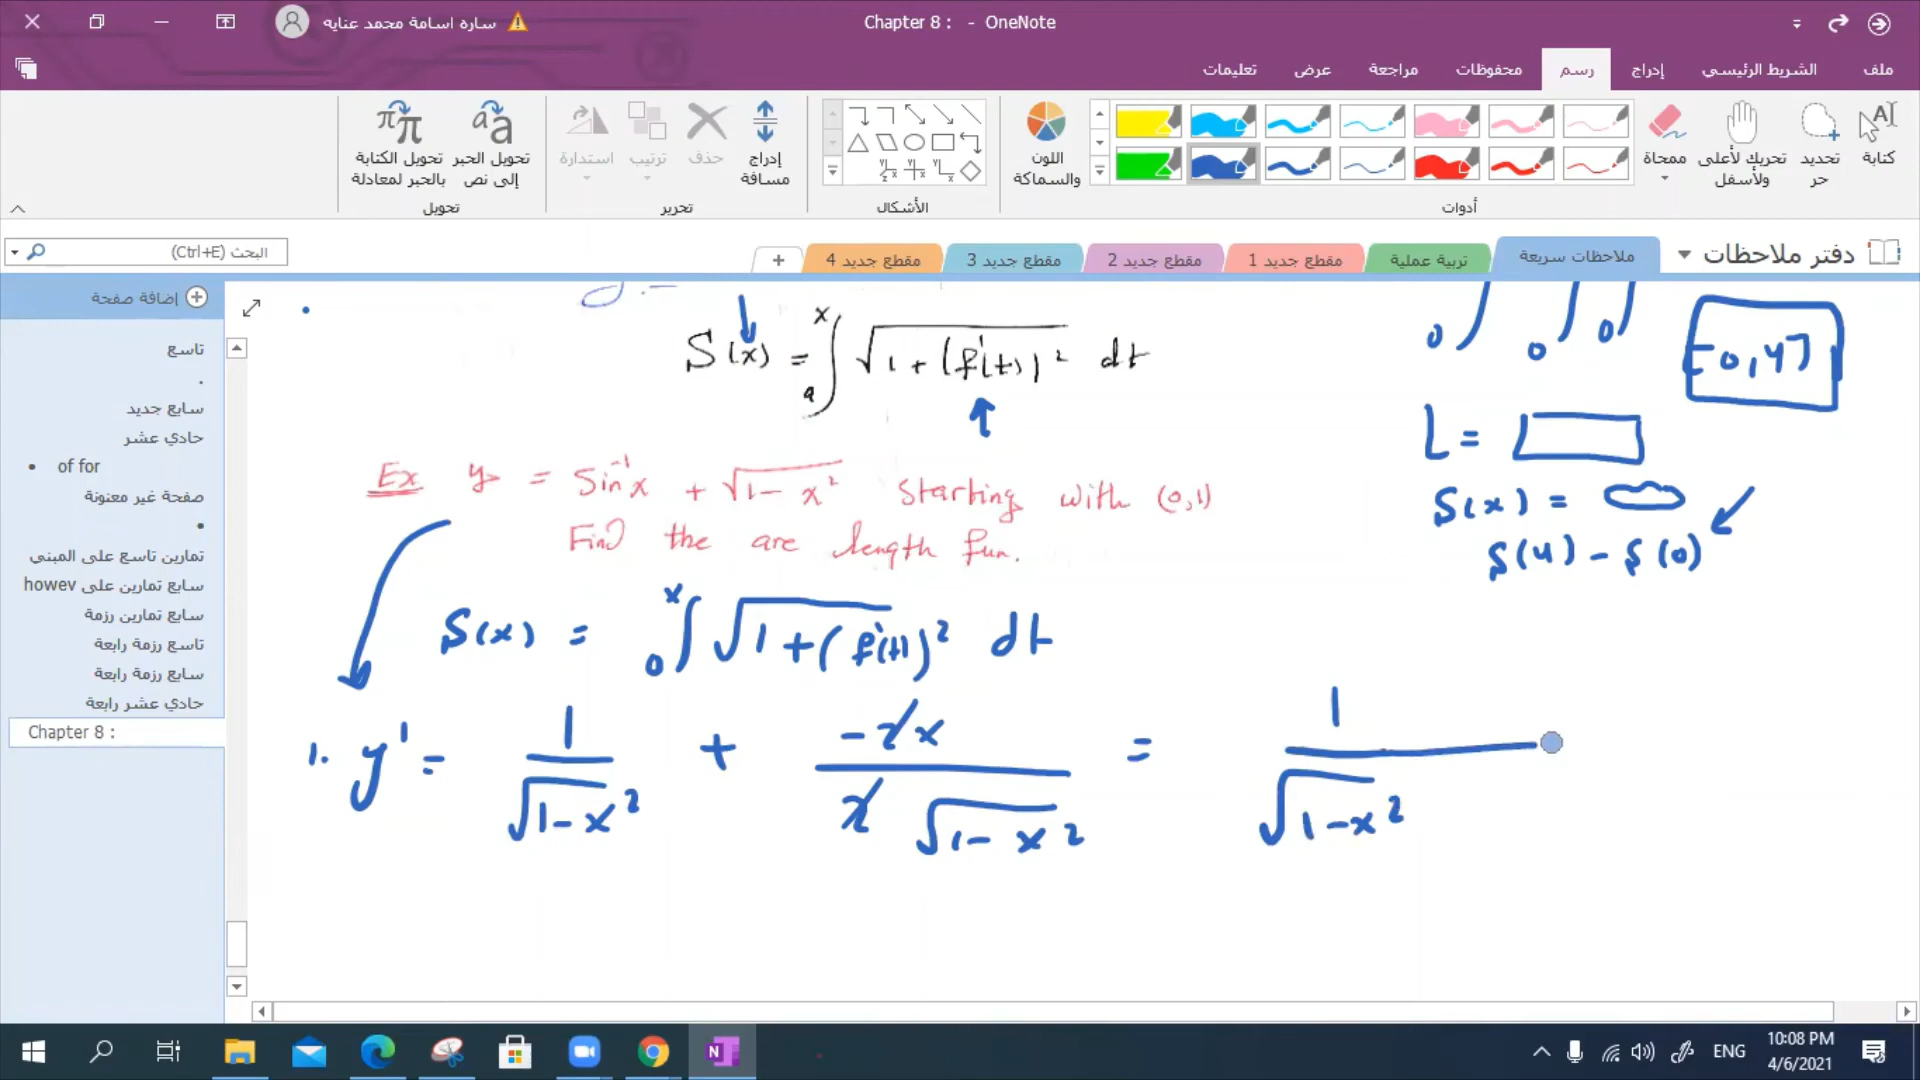 ساره اسامة محمد عنايه
Chapter 8 : - OneNote
ملف الشريط الرئيسي إدراج رسم محفوظات مراجعة عرض تعليمات
كتابة
تحديد حر
تحريك لأعلى ولأسفل
ممحاة
أدوات
اللون والسماكة
الأشكال
إدراج مسافة
حذف
ترتيب
استدارة
تحرير
تحويل الحبر إلى نص
تحويل الكتابة بالحبر لمعادلة
تحويل
دفتر ملاحظات
ملاحظات سريعة
تربية عملية
مقطع جديد 1
مقطع جديد 2
مقطع جديد 3
مقطع جديد 4
+
البحث (Ctrl+E)
إضافة صفحة
تاسع
.
سابع جديد
حادي عشر
of for •
صفحة غير معنونة
•
تمارين تاسع على المبني
سابع تمارين على howev
سابع تمارين رزمة
تاسع رزمة رابعة
سابع رزمة رابعة
حادي عشر رابعة
Chapter 8 :
S(x) = ₐ∫ˣ √1 + (f'(t))² dt
Ex y = Sin⁻¹x + √1 - x² Starting with (0,1)
Find the arc length fun.
S(x) = ₀∫ˣ √1 + (f'(t))² dt
1. y' = 1/√1-x² + -2x/2√1-x² = 1/√1-x²
0 0 0
L =
S(x) =
S(4) - S(0)
10:08 PM
ENG
4/6/2021